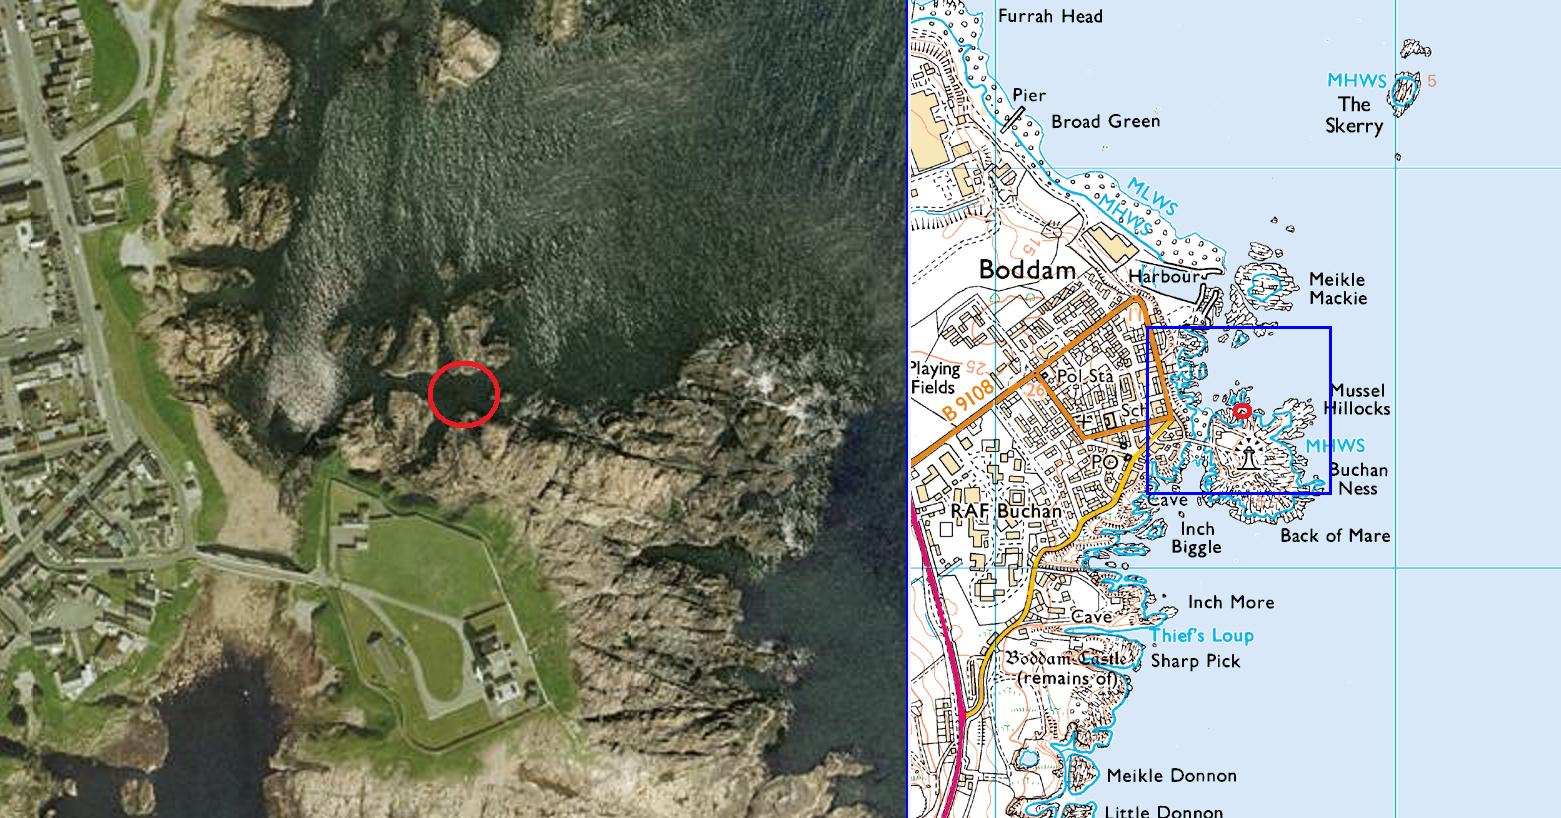 Furrah Head
MHWS
5
The
Skerry
Pier
Broad Green
MLWS
MHWS
15
Boddam
Harbour
Meikle
Mackie
11
25
Playing
Fields
Pol Sta
26
B 9108
Sch
Mussel
Hillocks
MHWS
PO
Buchan
Ness
Cave
RAF Buchan
Inch
Biggle
Back of Mare
Inch More
Cave
Thief's Loup
Boddam Castle
(remains of)
Sharp Pick
Meikle Donnon
Little Donnon